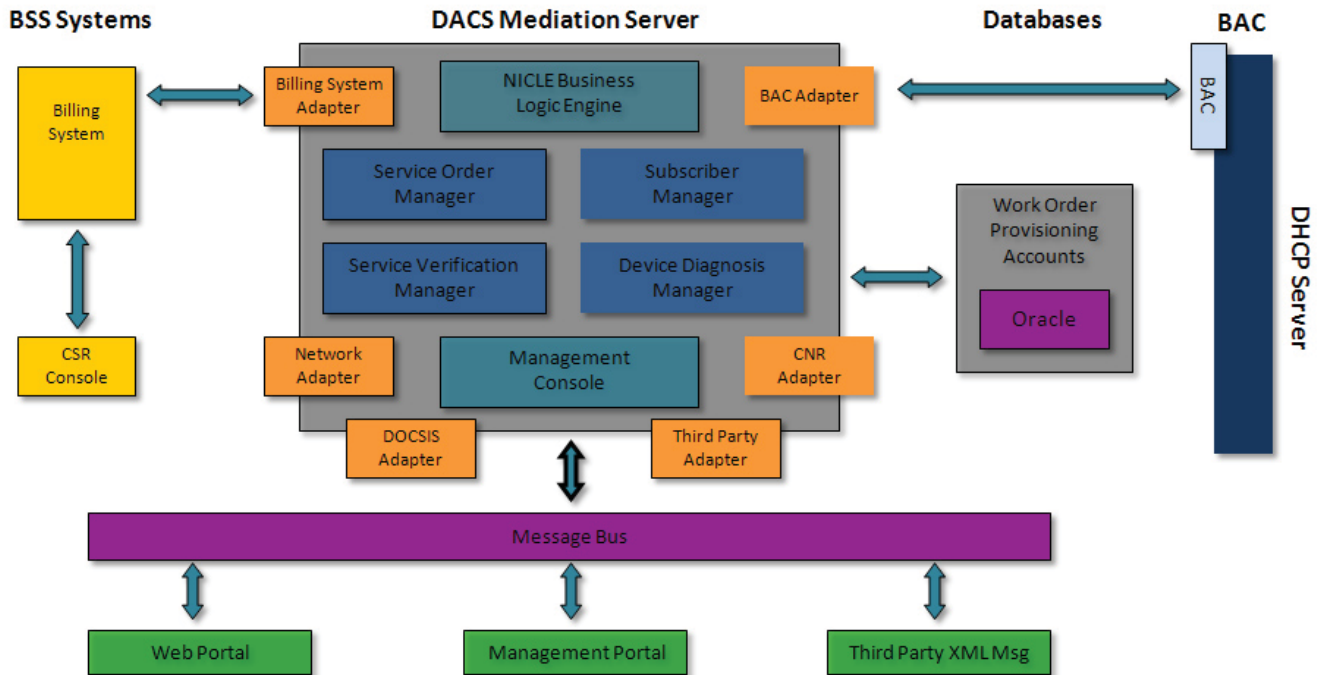 BSS Systems
DACS Mediation Server
Databases
BAC
Billing
System
Billing System
Adapter
NICLE Business
Logic Engine
BAC Adapter
BAC
Service Order
Manager
Subscriber
Manager
Work Order
Provisioning
Accounts
Oracle
DHCP Server
Service Verification
Manager
Device Diagnosis
Manager
CSR
Console
Network
Adapter
Management
Console
CNR
Adapter
DOCSIS
Adapter
Third Party
Adapter
Message Bus
Web Portal
Management Portal
Third Party XML Msg